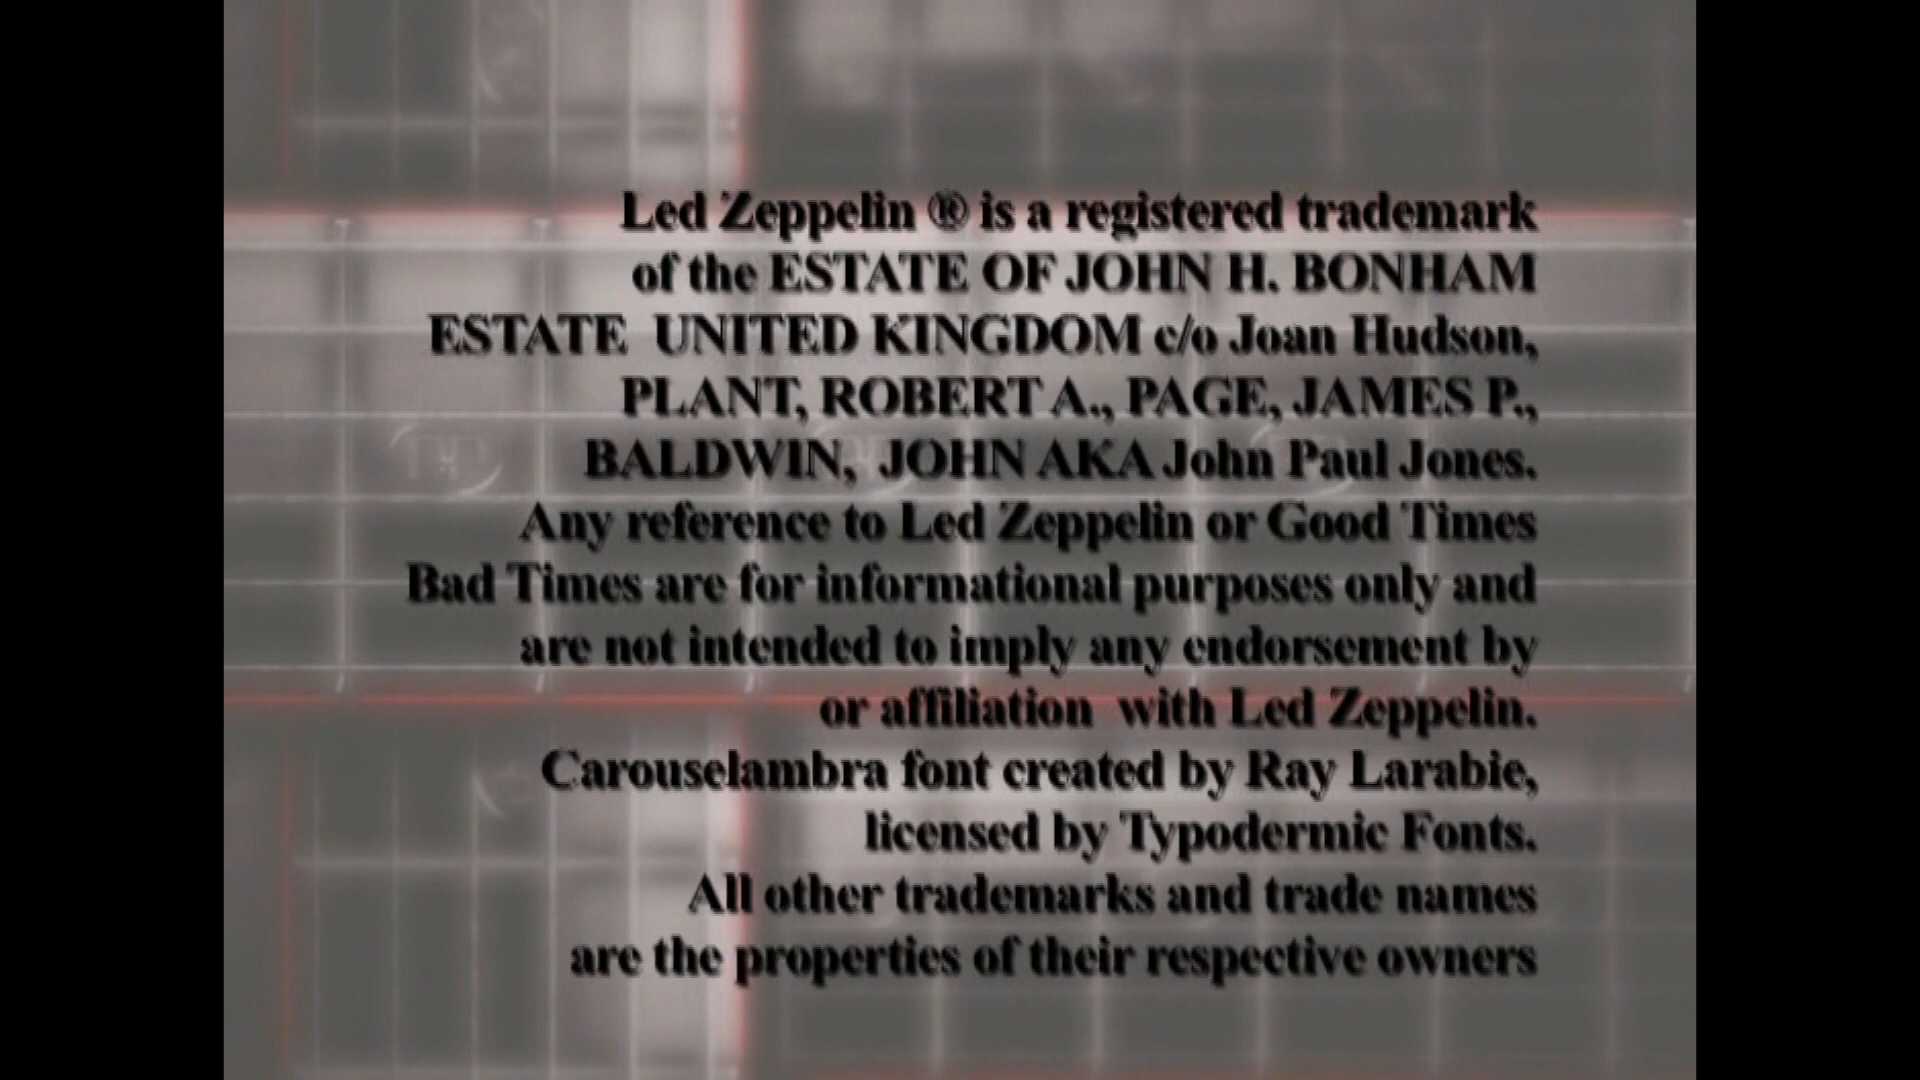 Led Zeppelin ® is a registered trademark
of the ESTATE OF JOHN H. BONHAM
ESTATE UNITED KINGDOM c/o Joan Hudson,
PLANT, ROBERT A., PAGE, JAMES P.,
BALDWIN, JOHN AKA John Paul Jones.
Any reference to Led Zeppelin or Good Times
Bad Times are for informational purposes only and
are not intended to imply any endorsement by
or affiliation with Led Zeppelin.
Carouselambra font created by Ray Larabie,
licensed by Typodermic Fonts.
All other trademarks and trade names
are the properties of their respective owners